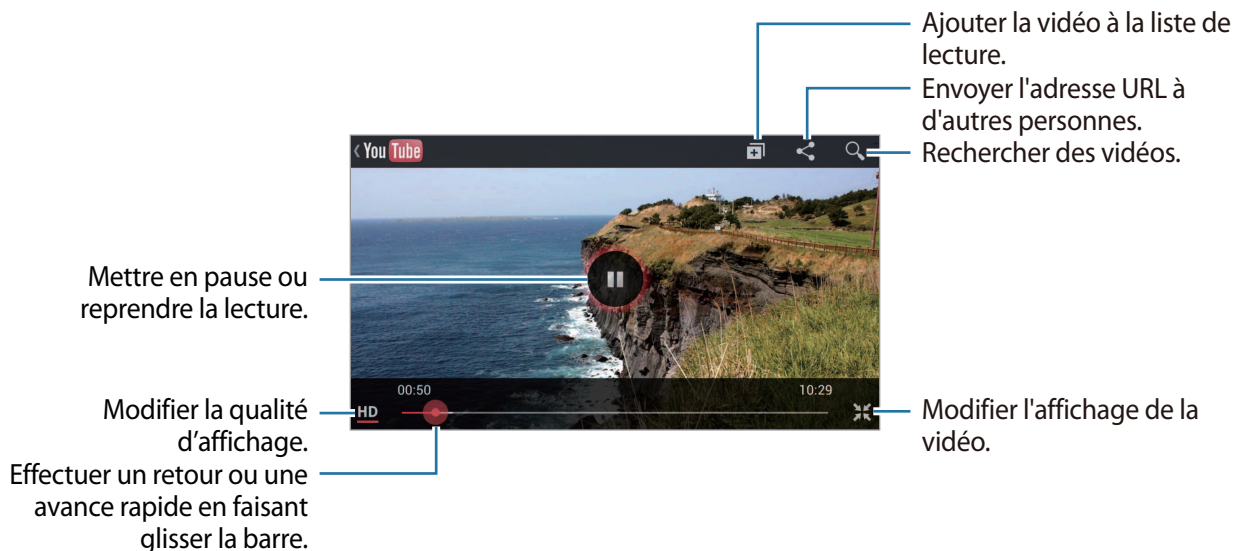 Ajouter la vidéo à la liste de
lecture.
Envoyer l'adresse URL à
d'autres personnes.
Rechercher des vidéos.
You Tube
Mettre en pause ou
reprendre la lecture.
00:50
10:29
HD
Modifier la qualité
d'affichage.
Modifier l'affichage de la
vidéo.
Effectuer un retour ou une
avance rapide en faisant
glisser la barre.